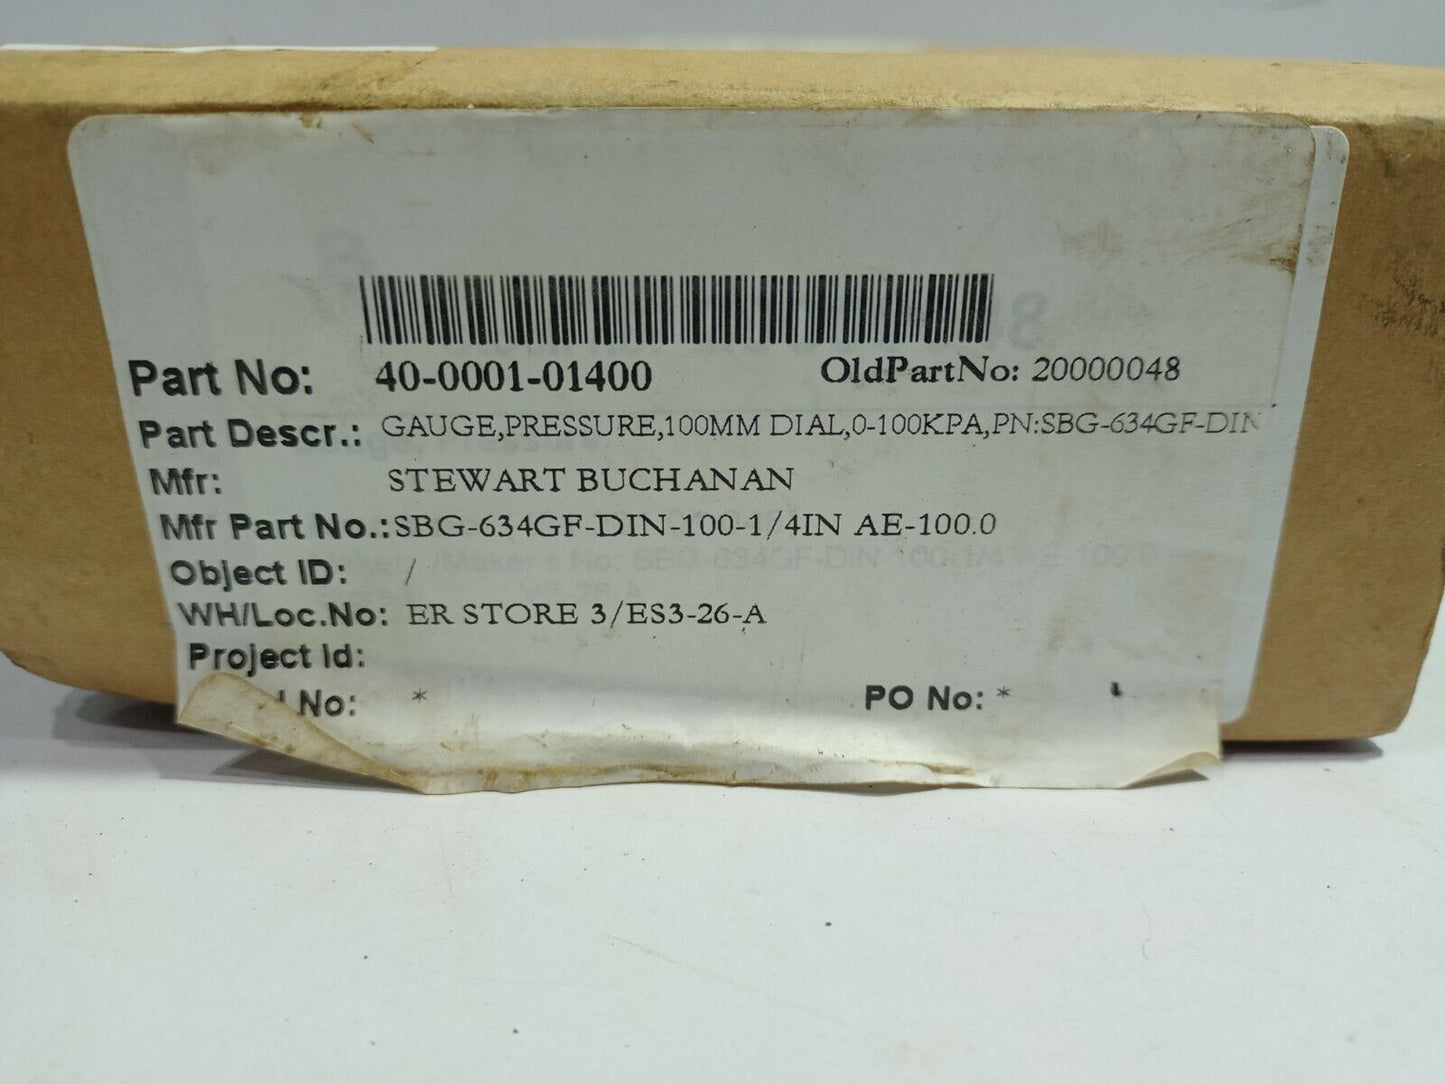 Part No: 40-0001-01400 OldPartNo: 20000048
Part Descr.: GAUGE,PRESSURE,100MM DIAL,0-100KPA,PN:SBG-634GF-DIN
Mfr: STEWART BUCHANAN
Mfr Part No.: SBG-634GF-DIN-100-1/4IN AE-100.0
Object ID: /
WH/Loc.No: ER STORE 3/ES3-26-A
Project Id:
No: * PO No: *